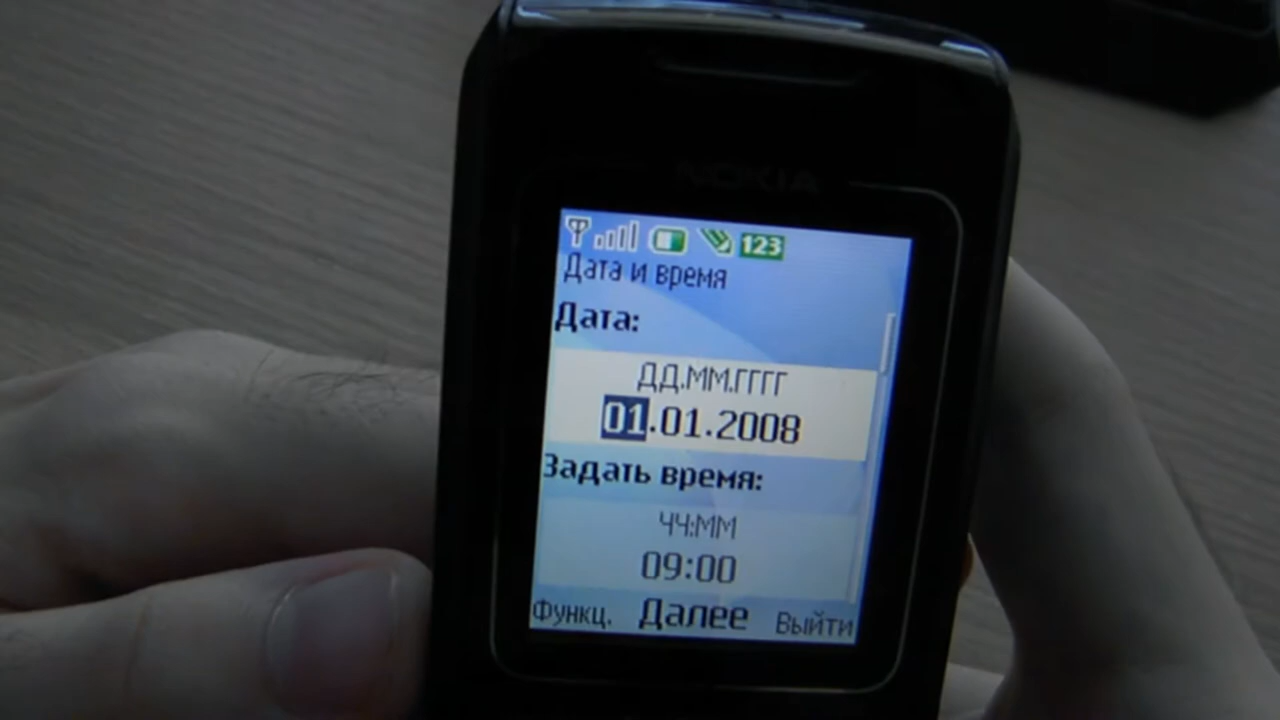 NOKIA
123
Дата и время
Дата:
ДД.ММ.ГГГГ
01.01.2008
Задать время:
ЧЧ:ММ
09:00
Функц. Далее Выйти